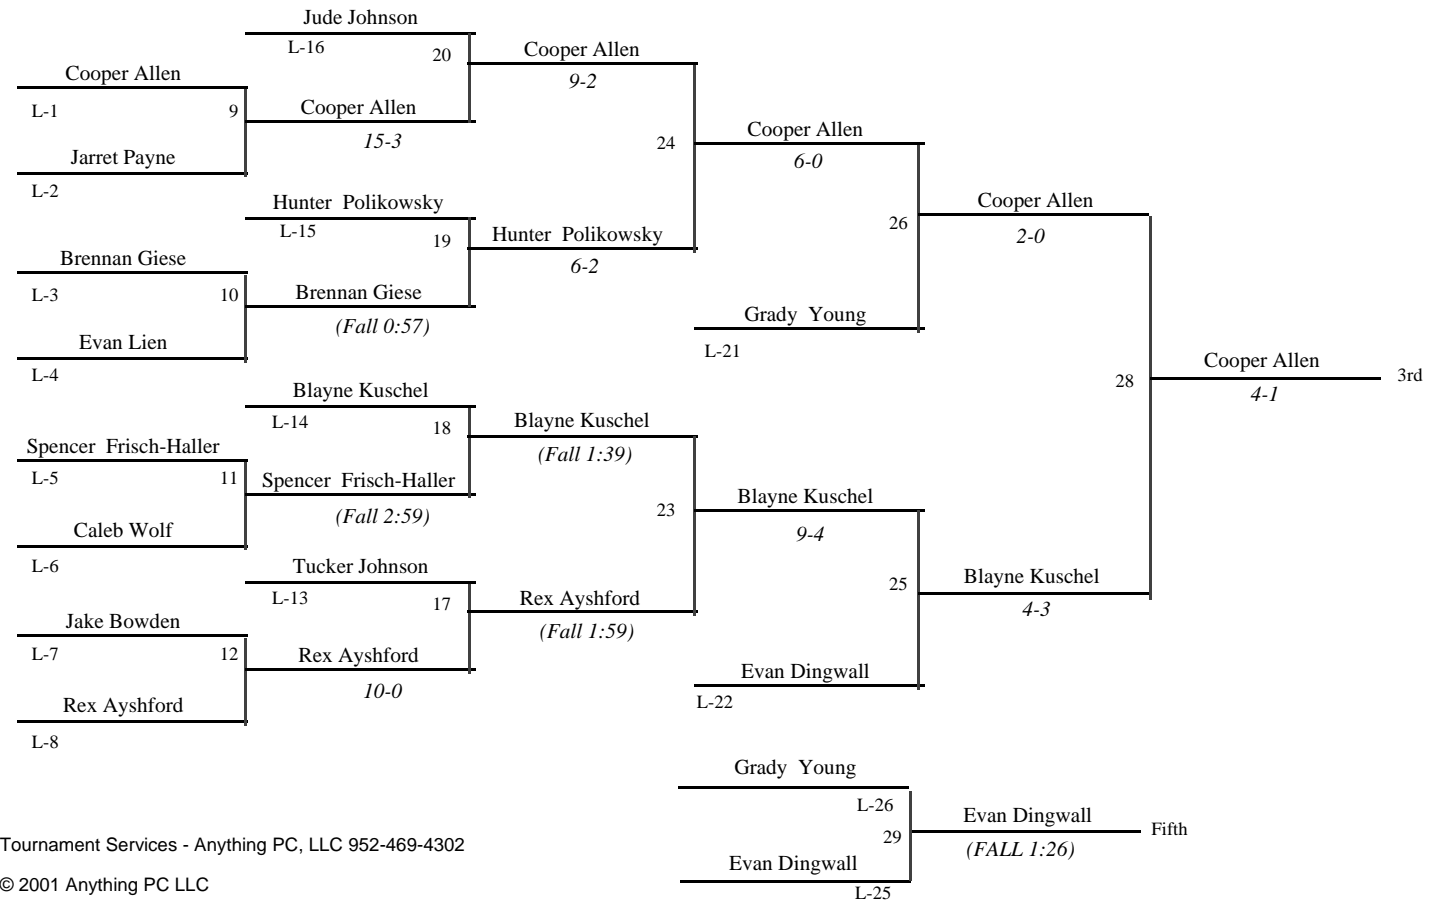 Jude Johnson
L-16
20
Cooper Allen
9-2
Cooper Allen
L-1
9
Cooper Allen
15-3
Jarret Payne
L-2
24
Cooper Allen
6-0
Hunter Polikowsky
L-15
19
Hunter Polikowsky
6-2
Brennan Giese
L-3
10
Brennan Giese
(Fall 0:57)
Evan Lien
L-4
26
Cooper Allen
2-0
Grady Young
L-21
Blayne Kuschel
L-14
18
Blayne Kuschel
(Fall 1:39)
Spencer Frisch-Haller
L-5
11
Spencer Frisch-Haller
(Fall 2:59)
Caleb Wolf
L-6
28
Cooper Allen
4-1
3rd
23
Blayne Kuschel
9-4
Tucker Johnson
L-13
17
Rex Ayshford
(Fall 1:59)
Jake Bowden
L-7
12
Rex Ayshford
10-0
Rex Ayshford
L-8
25
Blayne Kuschel
4-3
Evan Dingwall
L-22
Grady Young
L-26
29
Evan Dingwall
(FALL 1:26)
Fifth
Evan Dingwall
L-25
Tournament Services - Anything PC, LLC 952-469-4302
© 2001 Anything PC LLC